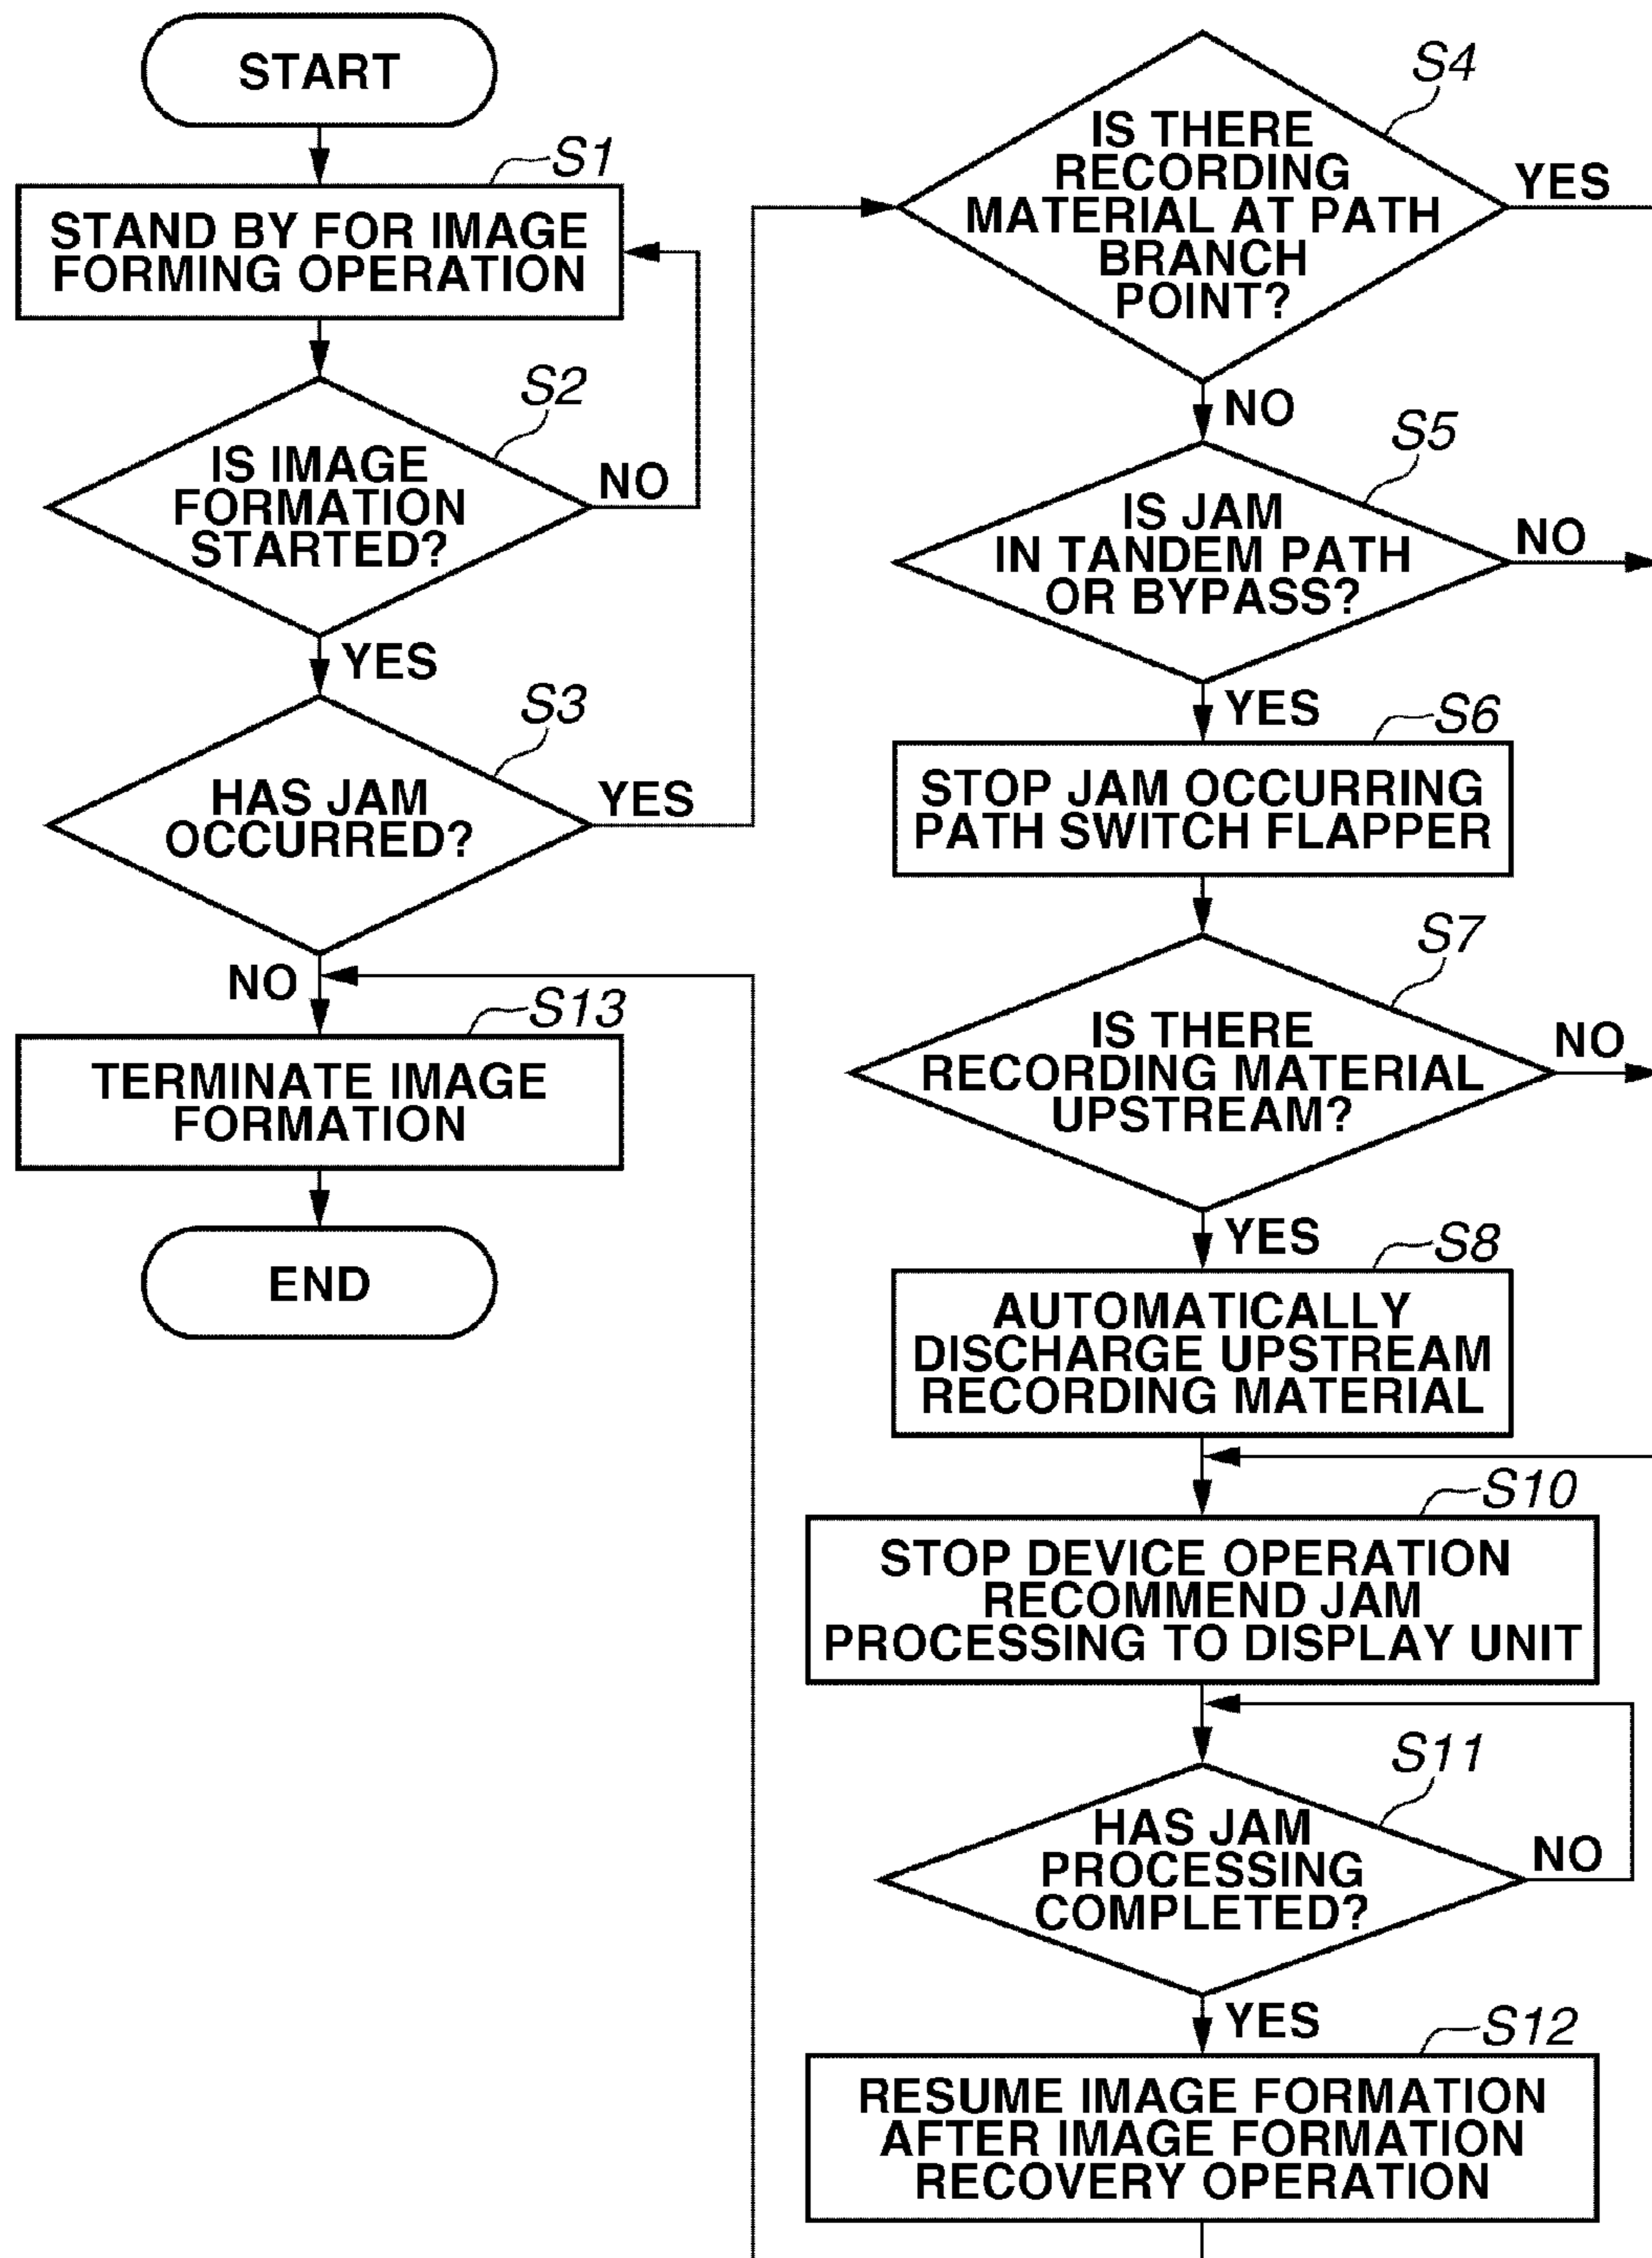 START
S1
STAND BY FOR IMAGE
FORMING OPERATION
S2
IS IMAGE
FORMATION
STARTED?
NO
YES
S3
HAS JAM
OCCURRED?
YES
NO
S13
TERMINATE IMAGE
FORMATION
END
S4
IS THERE
RECORDING
MATERIAL AT PATH
BRANCH
POINT?
YES
NO
S5
IS JAM
IN TANDEM PATH
OR BYPASS?
NO
YES
S6
STOP JAM OCCURRING
PATH SWITCH FLAPPER
S7
IS THERE
RECORDING MATERIAL
UPSTREAM?
NO
YES
S8
AUTOMATICALLY
DISCHARGE UPSTREAM
RECORDING MATERIAL
S10
STOP DEVICE OPERATION
RECOMMEND JAM
PROCESSING TO DISPLAY UNIT
S11
HAS JAM
PROCESSING
COMPLETED?
NO
YES
S12
RESUME IMAGE FORMATION
AFTER IMAGE FORMATION
RECOVERY OPERATION